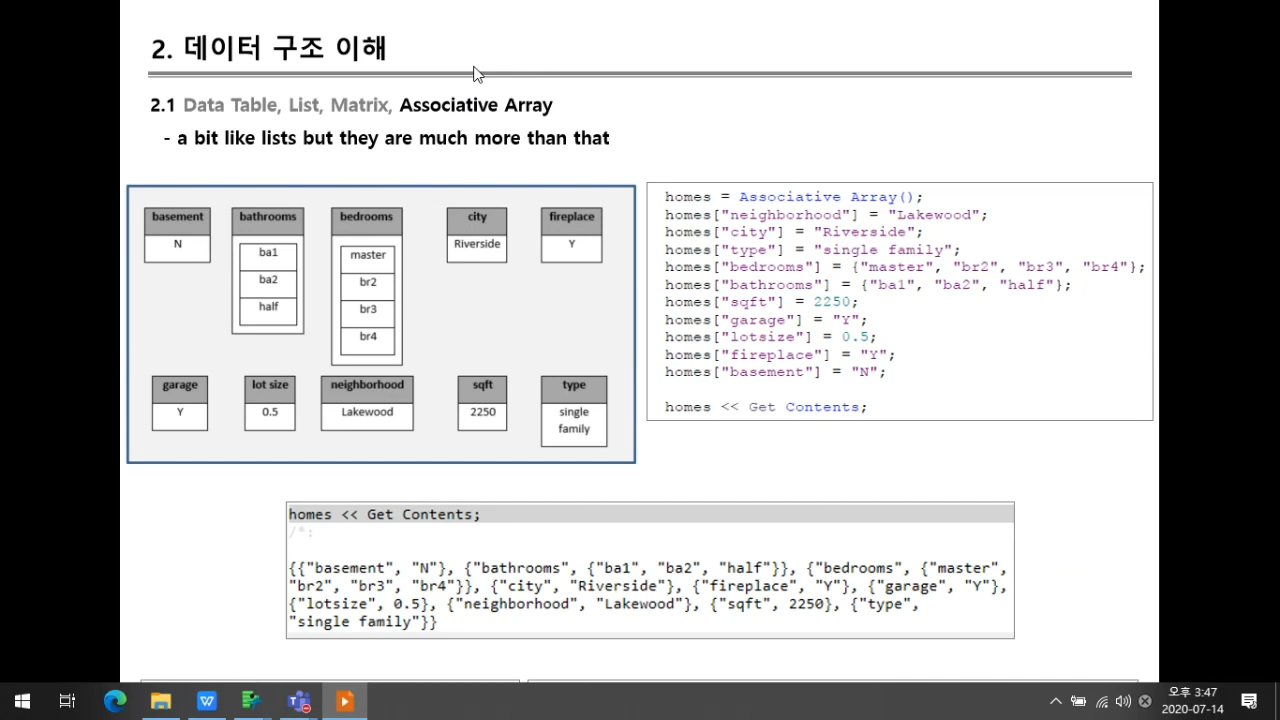 2. 데이터 구조 이해
2.1 Data Table, List, Matrix, Associative Array
- a bit like lists but they are much more than that
basement
N
bathrooms
ba1
ba2
half
bedrooms
master
br2
br3
br4
city
Riverside
fireplace
Y
garage
Y
lot size
0.5
neighborhood
Lakewood
sqft
2250
type
single
family
homes = Associative Array();
homes["neighborhood"] = "Lakewood";
homes["city"] = "Riverside";
homes["type"] = "single family";
homes["bedrooms"] = {"master", "br2", "br3", "br4"};
homes["bathrooms"] = {"ba1", "ba2", "half"};
homes["sqft"] = 2250;
homes["garage"] = "Y";
homes["lotsize"] = 0.5;
homes["fireplace"] = "Y";
homes["basement"] = "N";
homes << Get Contents;
homes << Get Contents;
/*:
{{"basement", "N"}, {"bathrooms", {"ba1", "ba2", "half"}}, {"bedrooms", {"master",
"br2", "br3", "br4"}}, {"city", "Riverside"}, {"fireplace", "Y"}, {"garage", "Y"},
{"lotsize", 0.5}, {"neighborhood", "Lakewood"}, {"sqft", 2250}, {"type",
"single family"}}
오후 3:47
2020-07-14